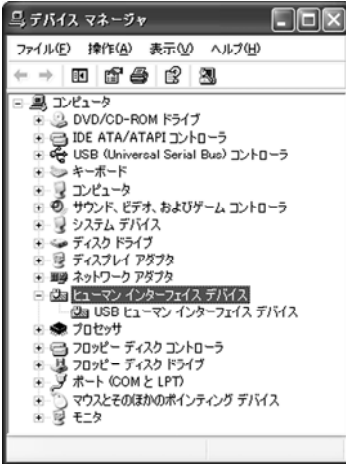 デバイス マネージャ
ファイル(F) 操作(A) 表示(V) ヘルプ(H)
コンピュータ
DVD/CD-ROM ドライブ
IDE ATA/ATAPI コントローラ
USB (Universal Serial Bus) コントローラ
キーボード
コンピュータ
サウンド、ビデオ、およびゲーム コントローラ
システム デバイス
ディスク ドライブ
ディスプレイ アダプタ
ネットワーク アダプタ
ヒューマン インターフェイス デバイス
USB ヒューマン インターフェイス デバイス
プロセッサ
フロッピー ディスク コントローラ
フロッピー ディスク ドライブ
ポート (COM と LPT)
マウスとそのほかのポインティング デバイス
モニタ